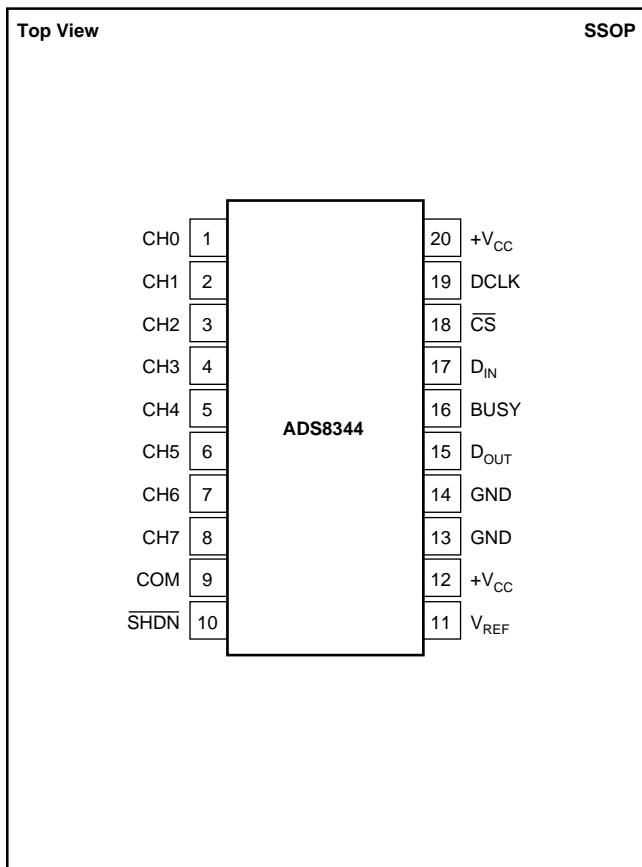 Top View SSOP
CH0 1 20 +VCC
CH1 2 19 DCLK
CH2 3 18 C̅S̅
CH3 4 17 DIN
CH4 5 16 BUSY
ADS8344
CH5 6 15 DOUT
CH6 7 14 GND
CH7 8 13 GND
COM 9 12 +VCC
S̅H̅D̅N̅ 10 11 VREF